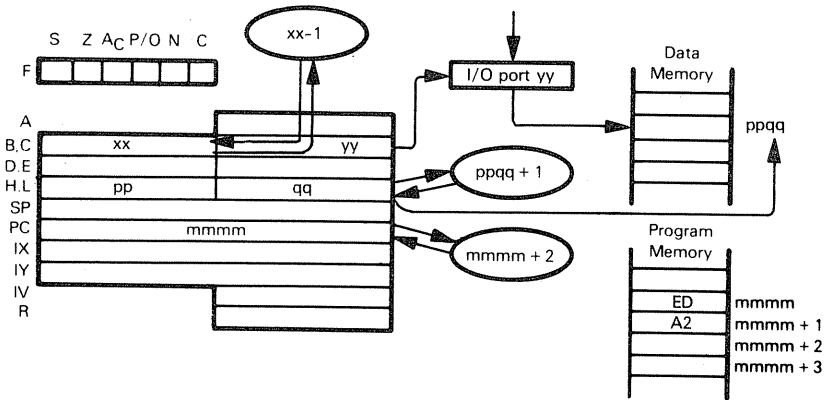 S Z AC P/O N C
F
xx-1
I/O port yy
Data
Memory
ppqq
A
B,C xx yy
D.E
H.L pp qq
SP
PC mmmm
IX
IY
IV
R
ppqq + 1
mmmm + 2
Program
Memory
ED mmmm
A2 mmmm + 1
mmmm + 2
mmmm + 3